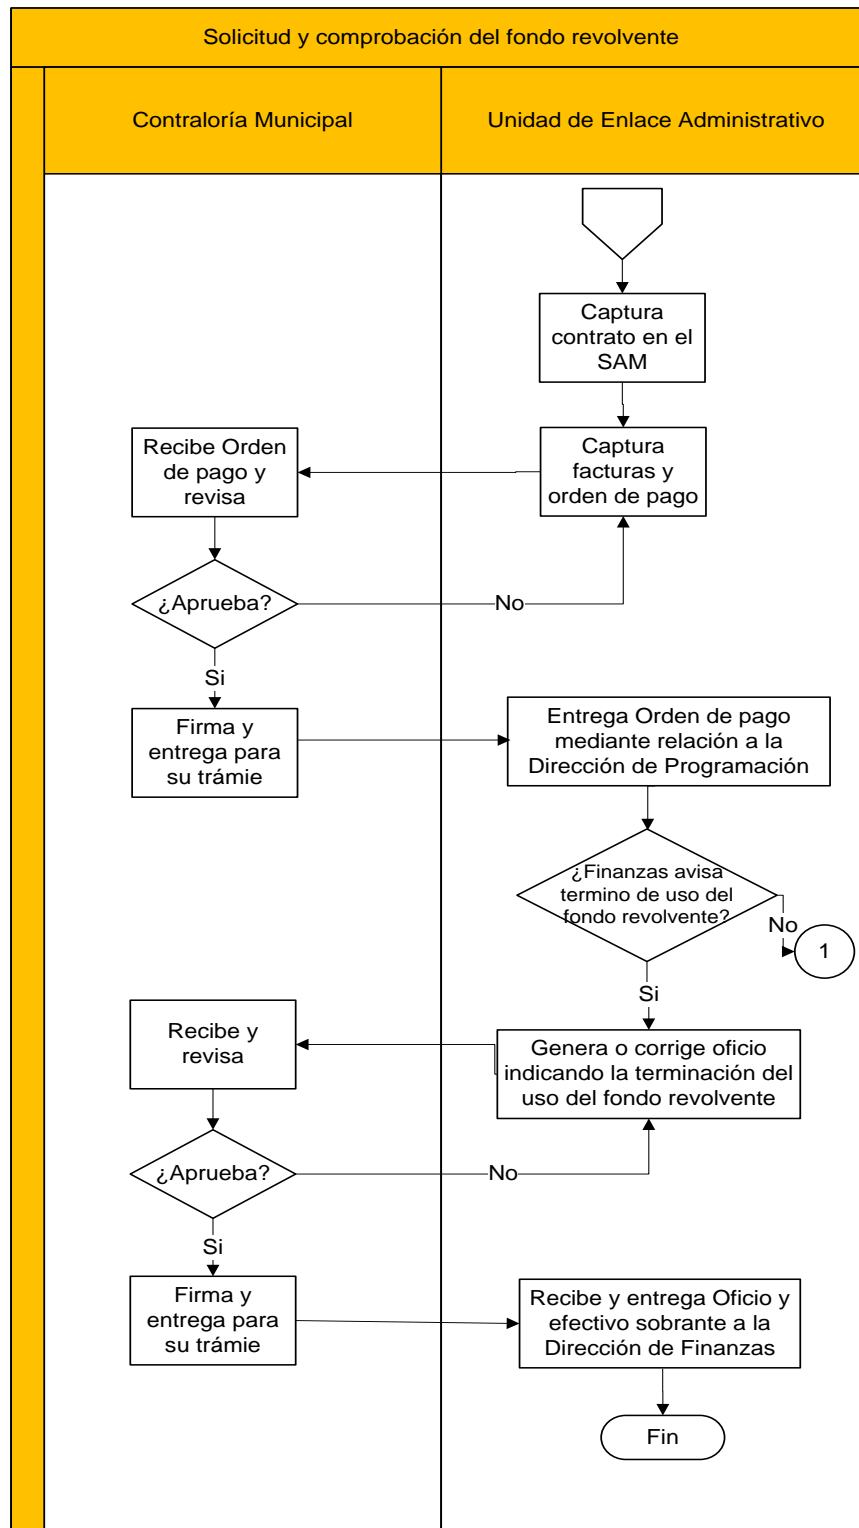 Solicitud y comprobación del fondo revolvente
Contraloría Municipal
Unidad de Enlace Administrativo
Captura
contrato en el
SAM
Captura
facturas y
orden de pago
Recibe Orden
de pago y
revisa
¿Aprueba?
No
Si
Firma y
entrega para
su trámie
Entrega Orden de pago
mediante relación a la
Dirección de Programación
¿Finanzas avisa
termino de uso del
fondo revolvente?
No
1
Si
Genera o corrige oficio
indicando la terminación del
uso del fondo revolvente
Recibe y
revisa
¿Aprueba?
No
Si
Firma y
entrega para
su trámie
Recibe y entrega Oficio y
efectivo sobrante a la
Dirección de Finanzas
Fin